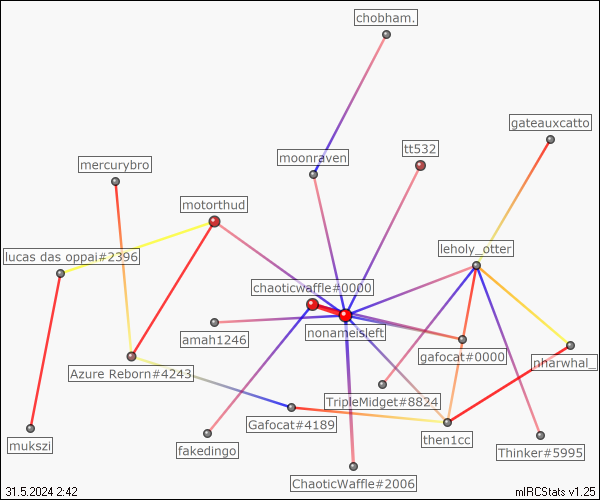 chobham.
gateauxcatto
tt532
moonraven
mercurybro
motorthud
leholy_otter
lucas das oppai#2396
chaoticwaffle#0000
nonameisleft
amah1246
gafocat#0000
nharwhal_
Azure Reborn#4243
TripleMidget#8824
Gafocat#4189
then1cc
mukszi
fakedingo
Thinker#5995
ChaoticWaffle#2006
31.5.2024 2:42
mIRCStats v1.25